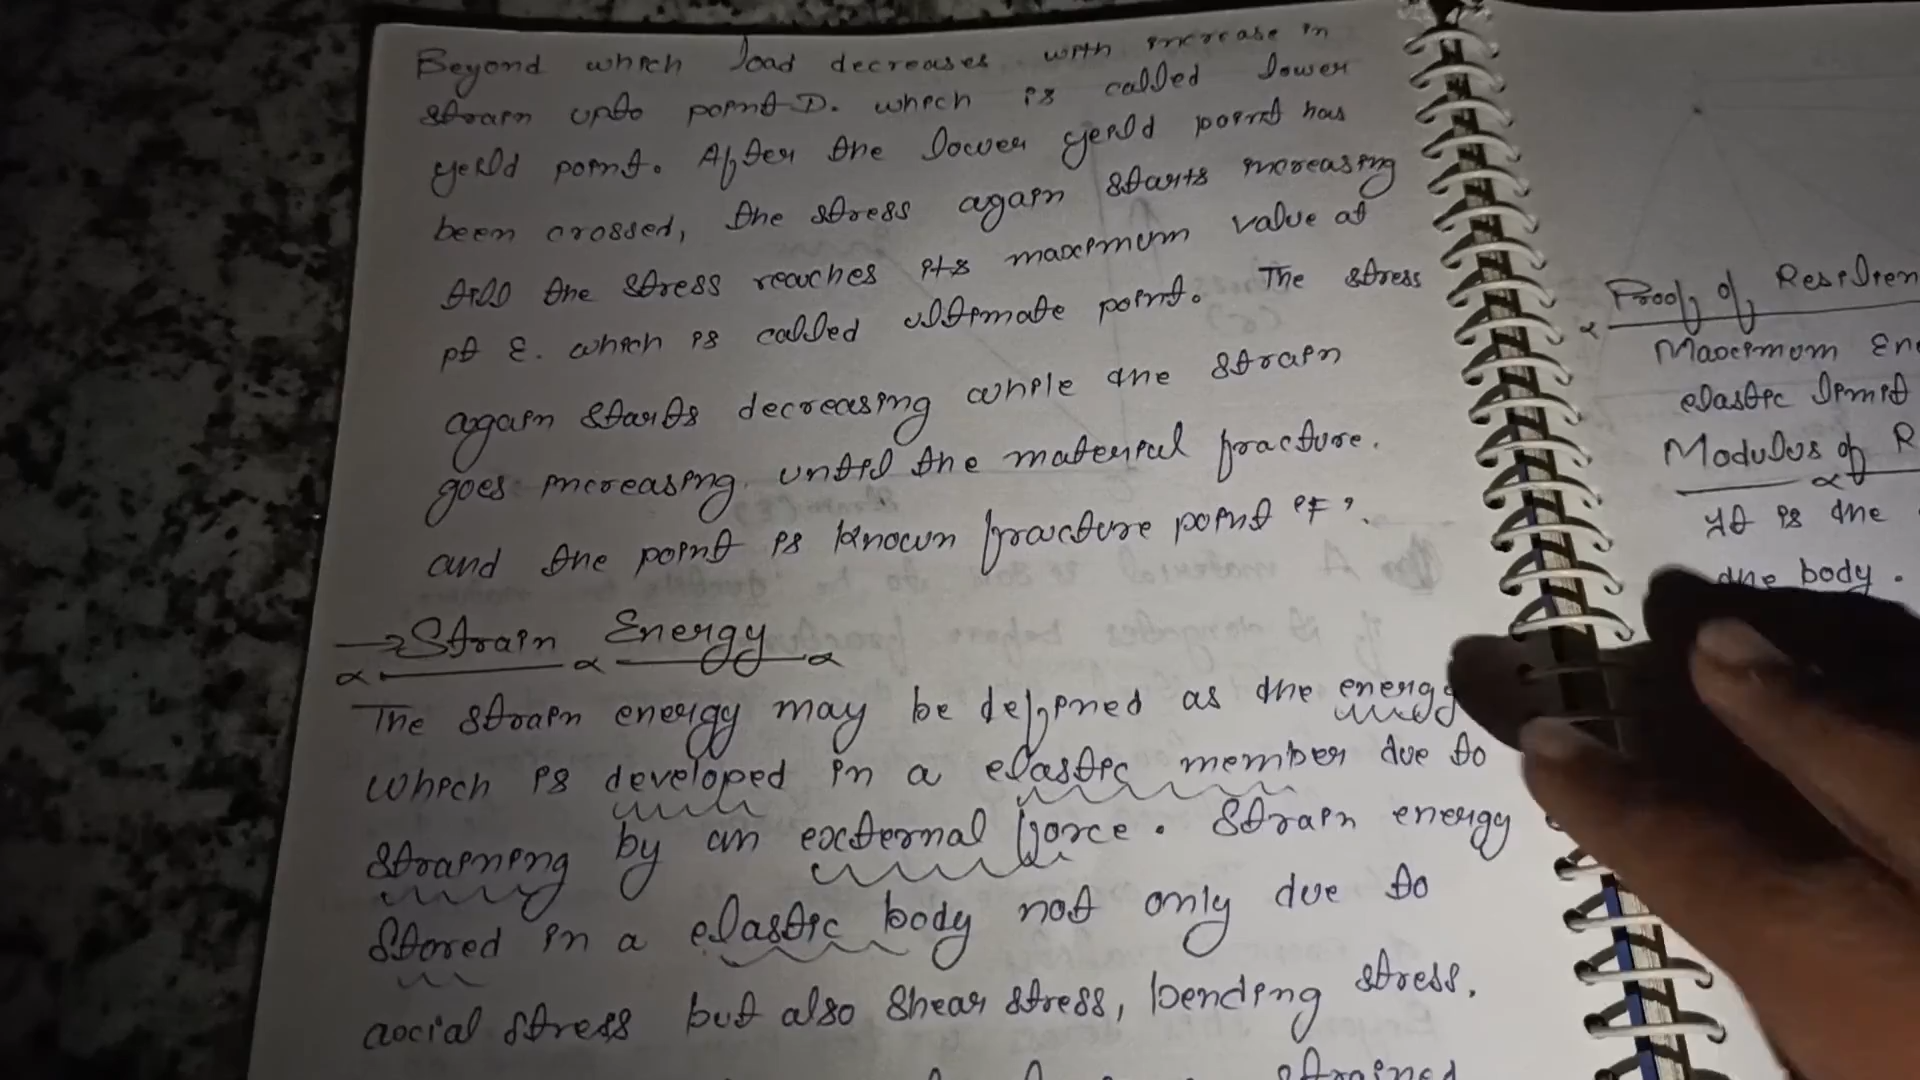 Beyond which load decreases with increase in
strain upto point D. which is called lower
yeild point. After the lower yeild point has
been crossed, the stress again starts increasing
till the stress reaches its maximum value at
pt E. which is called ultimate point. The stress
again starts decreasing while the strain
goes increasing until the material fracture.
and the point is known fracture point 'F'.
→ Strain Energy
The strain energy may be defined as the energy
which is developed in a elastic member due to
straining by an external force. Strain energy
stored in a elastic body not only due to
axial stress but also shear stress, bending stress.
strained
Proof of Resilien
Maximum En
elastic limit
Modulus of R
It is the
the body.